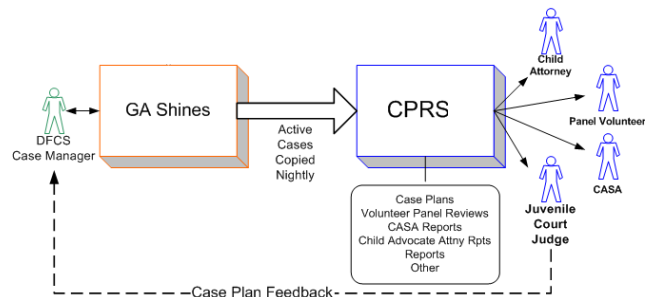 GA Shines
DFCS
Case Manager
Active
Cases
Copied
Nightly
CPRS
Child
Attorney
Panel Volunteer
CASA
Juvenile
Court
Judge
Case Plans
Volunteer Panel Reviews
CASA Reports
Child Advocate Attny Rpts
Reports
Other
Case Plan Feedback